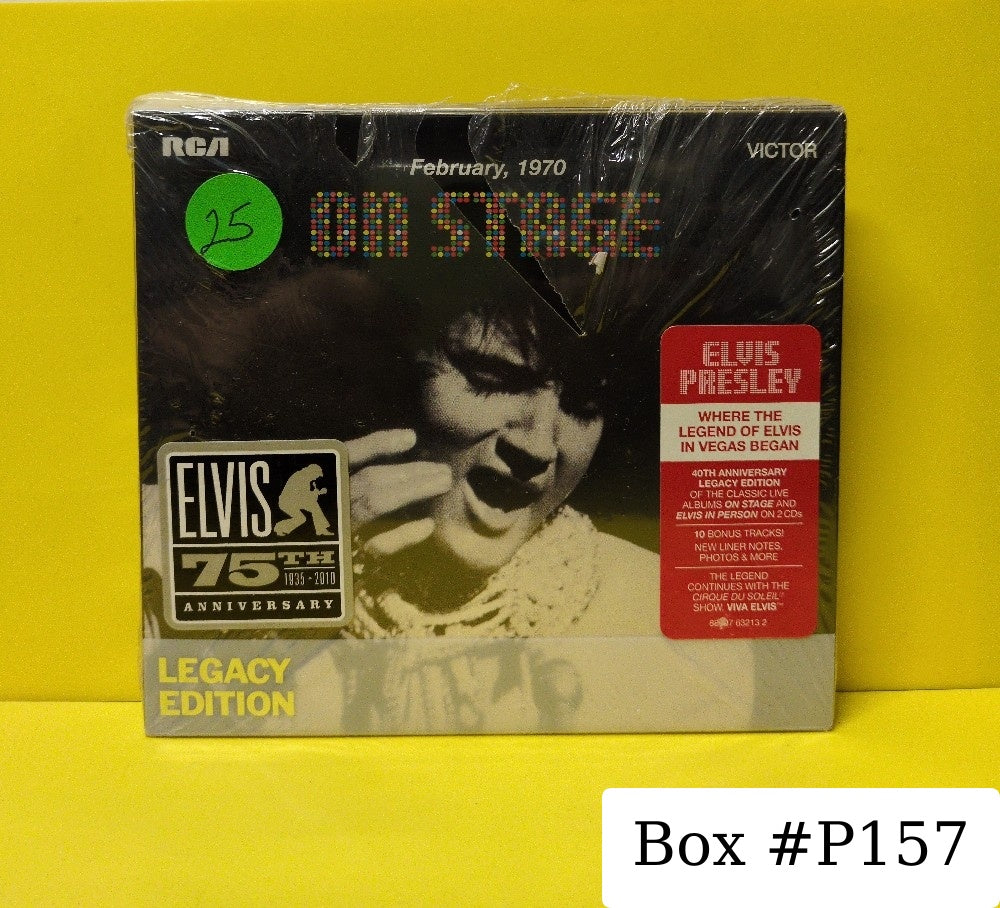 RCA
VICTOR
February, 1970
ON STAGE
25
ELVIS
PRESLEY
WHERE THE
LEGEND OF ELVIS
IN VEGAS BEGAN
40TH ANNIVERSARY
LEGACY EDITION
OF THE CLASSIC LIVE
ALBUMS ON STAGE AND
ELVIS IN PERSON ON 2 CDs
10 BONUS TRACKS!
NEW LINER NOTES,
PHOTOS & MORE
THE LEGEND
CONTINUES WITH THE
CIRQUE DU SOLEIL®
SHOW, VIVA ELVIS™
63213 2
ELVIS
75TH
1935 - 2010
ANNIVERSARY
LEGACY
EDITION
Box #P157